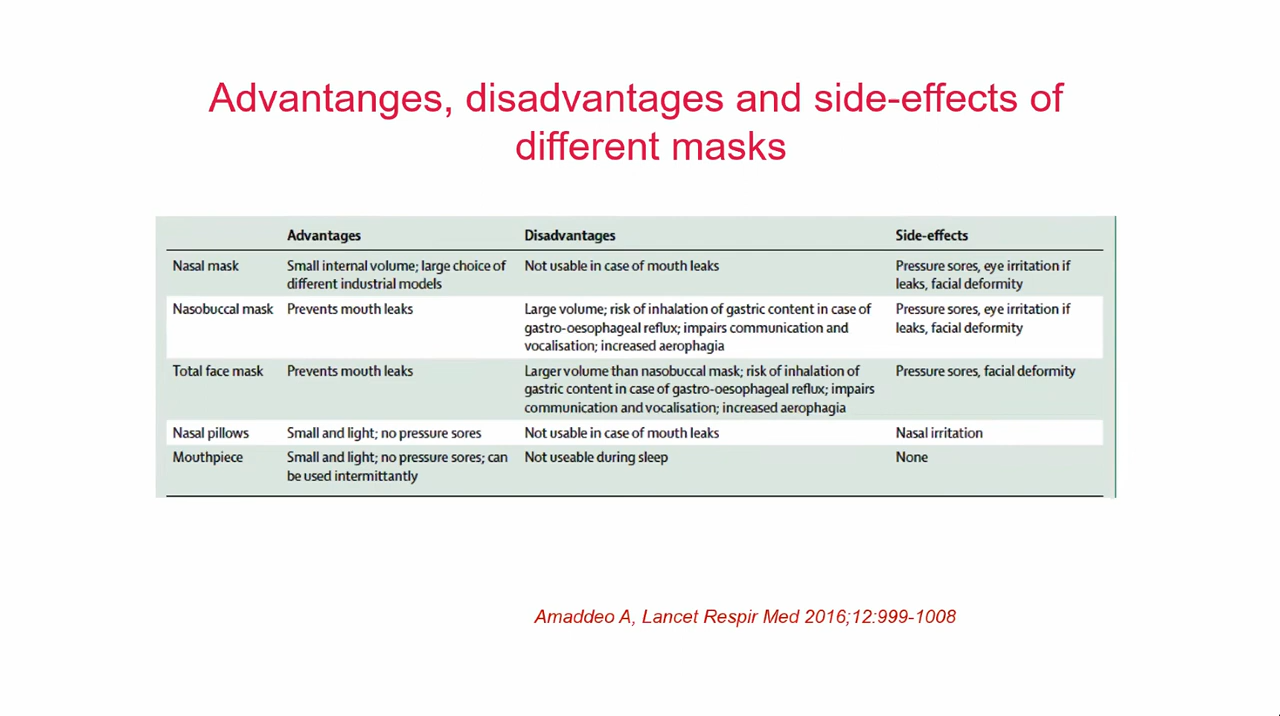 Advantanges, disadvantages and side-effects of
different masks
Advantages Disadvantages Side-effects
Nasal mask Small internal volume; large choice of Not usable in case of mouth leaks Pressure sores, eye irritation if
different industrial models leaks, facial deformity
Nasobuccal mask Prevents mouth leaks Large volume; risk of inhalation of gastric content in case of Pressure sores, eye irritation if
gastro-oesophageal reflux; impairs communication and leaks, facial deformity
vocalisation; increased aerophagia
Total face mask Prevents mouth leaks Larger volume than nasobuccal mask; risk of inhalation of Pressure sores, facial deformity
gastric content in case of gastro-oesophageal reflux; impairs
communication and vocalisation; increased aerophagia
Nasal pillows Small and light; no pressure sores Not usable in case of mouth leaks Nasal irritation
Mouthpiece Small and light; no pressure sores; can Not useable during sleep None
be used intermittantly
Amaddeo A, Lancet Respir Med 2016;12:999-1008